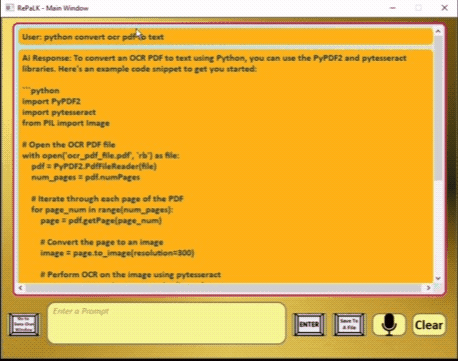 RePaLK - Main Window
User: python convert ocr pdf to text
AI Response: To convert an OCR PDF to text using Python, you can use the PyPDF2 and pytesseract
libraries. Here's an example code snippet to get you started:
```python
import PyPDF2
import pytesseract
from PIL import Image
# Open the OCR PDF file
with open('ocr_pdf_file.pdf', 'rb') as file:
    pdf = PyPDF2.PdfFileReader(file)
    num_pages = pdf.numPages
    # Iterate through each page of the PDF
    for page_num in range(num_pages):
        page = pdf.getPage(page_num)
        # Convert the page to an image
        image = page.to_image(resolution=300)
        # Perform OCR on the image using pytesseract
Enter a Prompt
Go to
Save Chat
Window
ENTER
Save To
A File
Clear